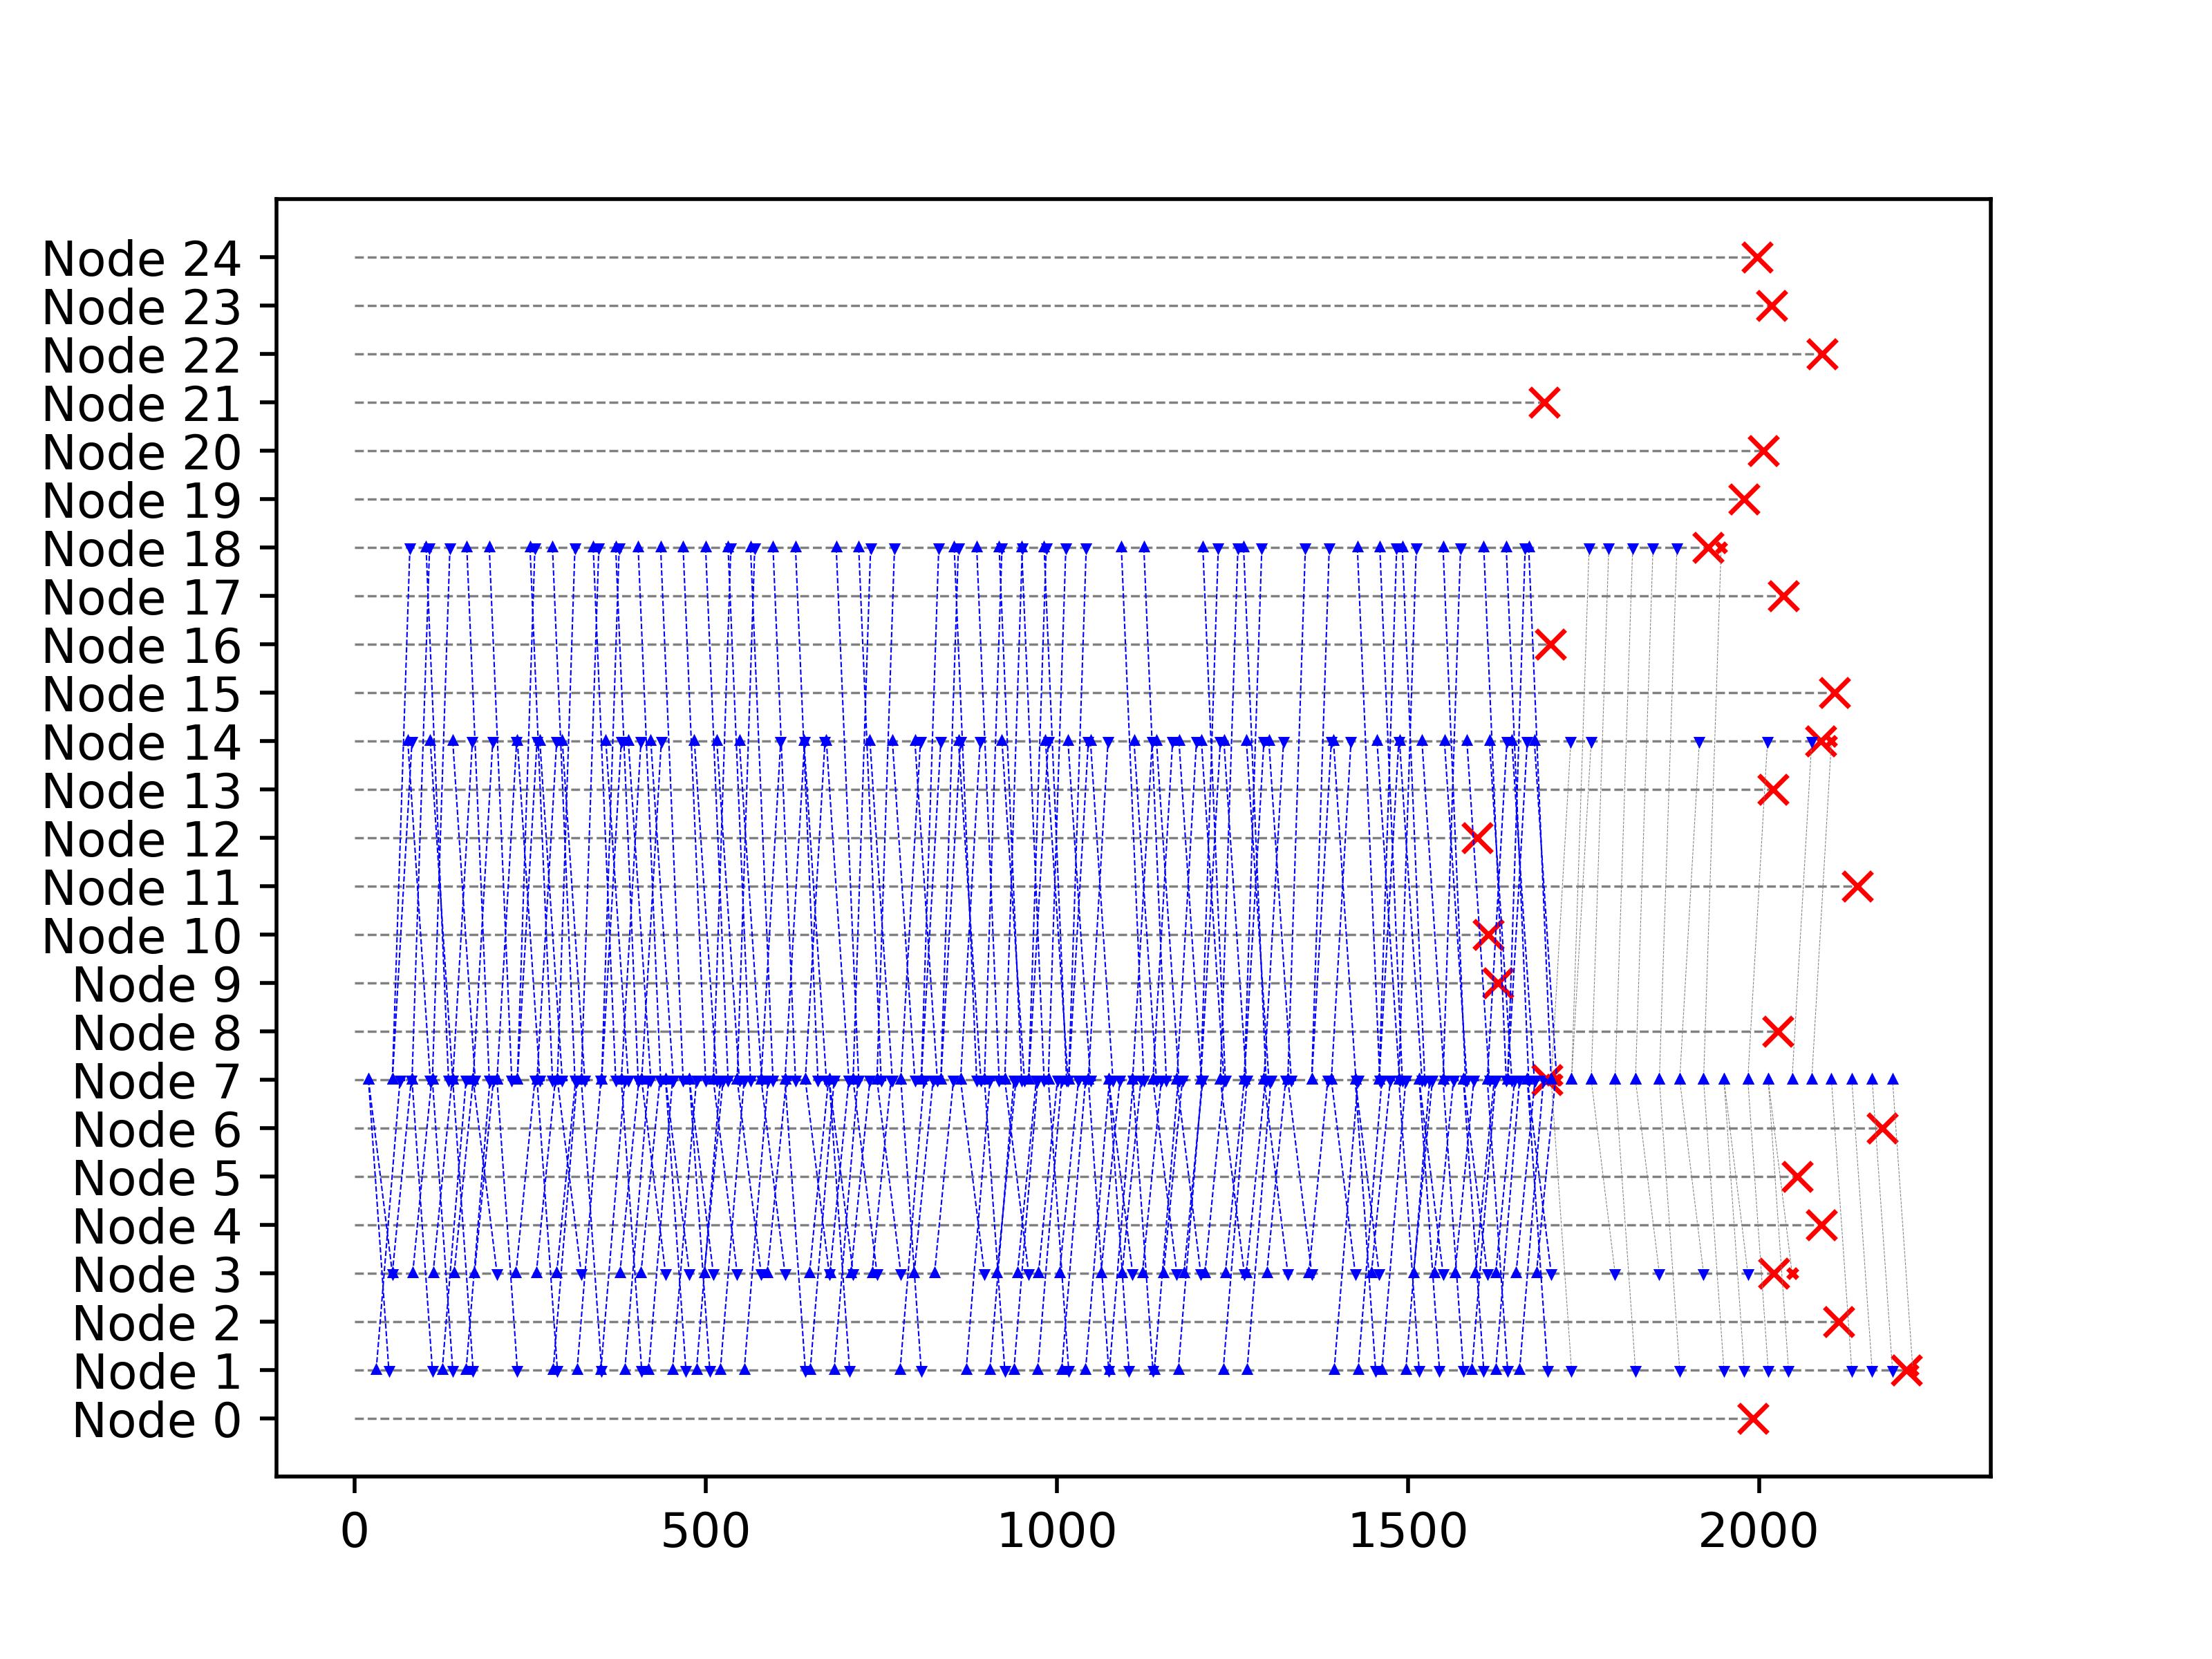 Node 24
Node 23
Node 22
Node 21
Node 20
Node 19
Node 18
Node 17
Node 16
Node 15
Node 14
Node 13
Node 12
Node 11
Node 10
Node 9
Node 8
Node 7
Node 6
Node 5
Node 4
Node 3
Node 2
Node 1
Node 0
0 500 1000 1500 2000